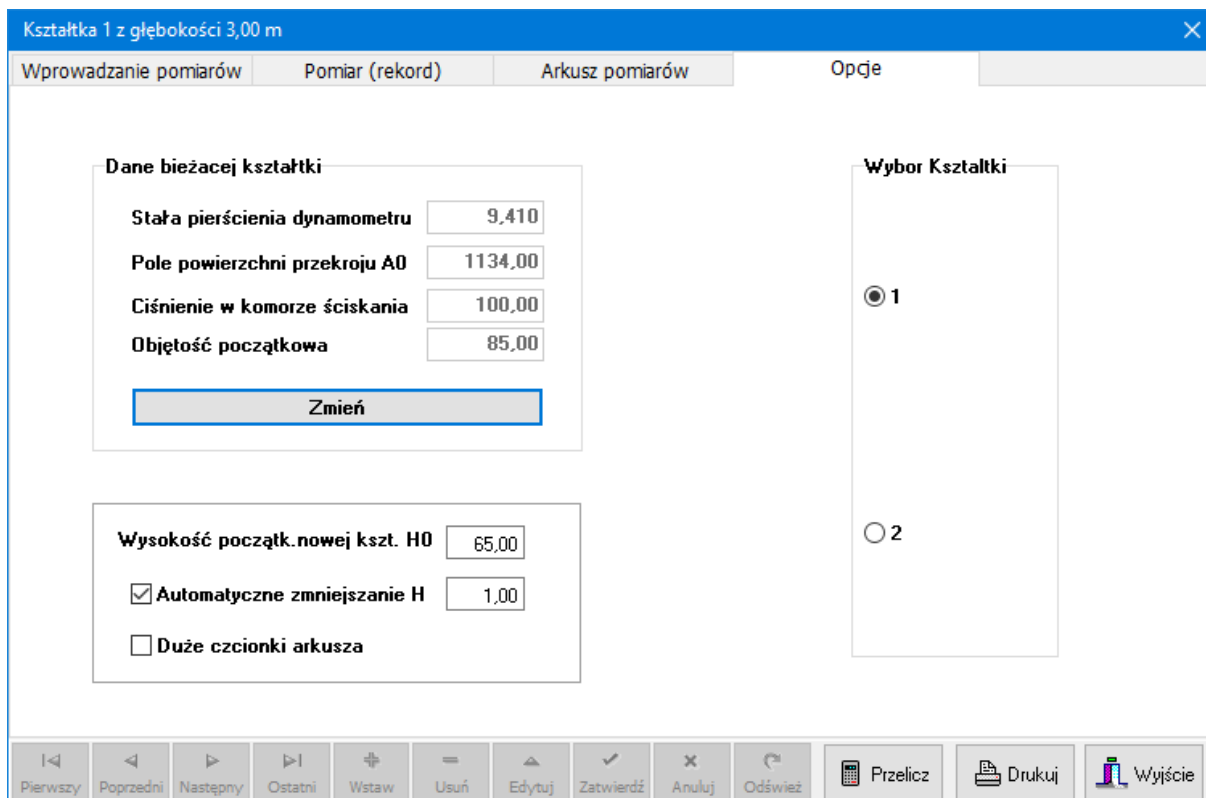 Kształtka 1 z głębokości 3,00 m
Wprowadzanie pomiarów
Pomiar (rekord)
Arkusz pomiarów
Opcje
Dane bieżacej kształtki
Stała pierścienia dynamometru 9,410
Pole powierzchni przekroju A0 1134,00
Ciśnienie w komorze ściskania 100,00
Objętość początkowa 85,00
Zmień
Wysokość początk.nowej kszt. H0 65,00
Automatyczne zmniejszanie H 1,00
Duże czcionki arkusza
Wybor Ksztaltki
1
2
Pierwszy
Poprzedni
Następny
Ostatni
Wstaw
Usuń
Edytuj
Zatwierdź
Anuluj
Odśwież
Przelicz
Drukuj
Wyjście